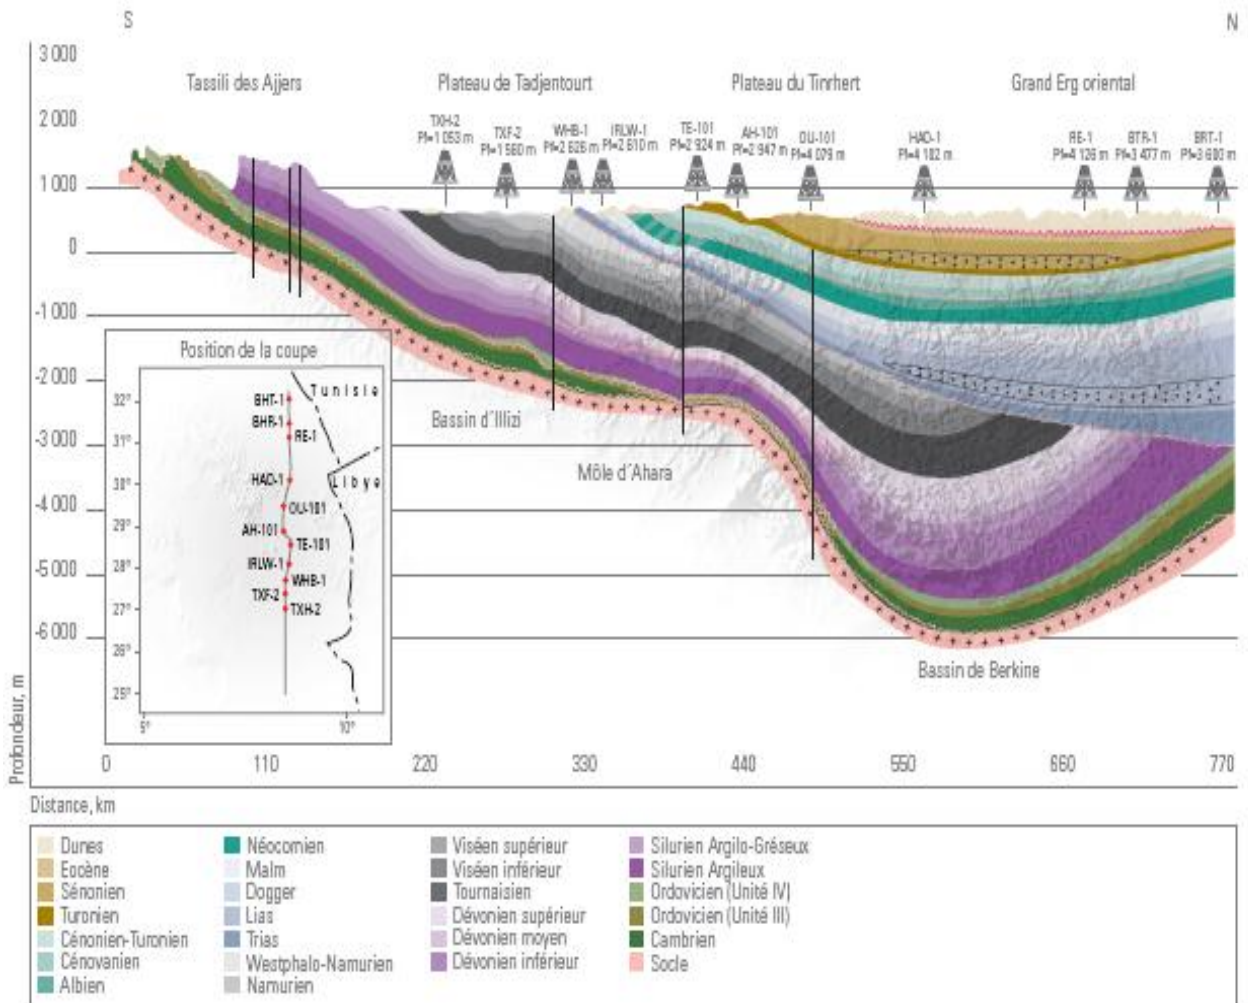 S
N
3 000
2 000
1 000
0
-1 000
-2 000
-3 000
-4 000
-5 000
-6 000
Profondeur, m
Tassili des Ajjers
Plateau de Tadjentourt
Plateau du Tinrhert
Grand Erg oriental
TXH-2
Pf=1 053 m
TXF-2
Pf=1 560 m
WHB-1
Pf=2 626 m
IRLW-1
Pf=2 610 m
TE-101
Pf=2 924 m
AH-101
Pf=2 947 m
OU-101
Pf=4 079 m
HAD-1
Pf=4 182 m
RE-1
Pf=4 126 m
BTR-1
Pf=3 477 m
BRT-1
Pf=3 600 m
Bassin d'Illizi
Môle d'Ahara
Bassin de Berkine
Position de la coupe
Tunisie
Libye
32°
31°
30°
29°
28°
27°
26°
25°
5°
10°
BHT-1
BHR-1
RE-1
HAD-1
OU-101
AH-101
TE-101
IRLW-1
WHB-1
TXF-2
TXH-2
0
110
220
330
440
550
660
770
Distance, km
Dunes
Eocène
Sénonien
Turonien
Cénonien-Turonien
Cénovanien
Albien
Néocomien
Malm
Dogger
Lias
Trias
Westphalo-Namurien
Namurien
Viséen supérieur
Viséen inférieur
Tournaisien
Dévonien supérieur
Dévonien moyen
Dévonien inférieur
Silurien Argilo-Gréseux
Silurien Argileux
Ordovicien (Unité IV)
Ordovicien (Unité III)
Cambrien
Socle